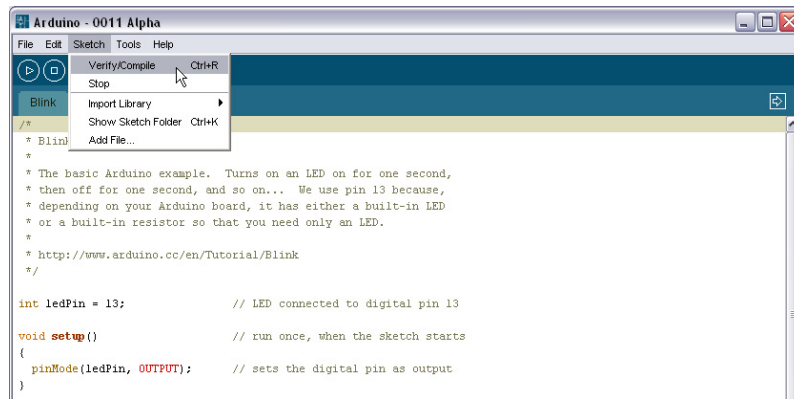 Arduino - 0011 Alpha
File Edit Sketch Tools Help
Verify/Compile Ctrl+R
Stop
Import Library
Show Sketch Folder Ctrl+K
Add File...
Blink
/*
* Blink
*
* The basic Arduino example.  Turns on an LED on for one second,
* then off for one second, and so on...  We use pin 13 because,
* depending on your Arduino board, it has either a built-in LED
* or a built-in resistor so that you need only an LED.
*
* http://www.arduino.cc/en/Tutorial/Blink
*/
int ledPin = 13; // LED connected to digital pin 13
void setup() // run once, when the sketch starts
{
pinMode(ledPin, OUTPUT); // sets the digital pin as output
}